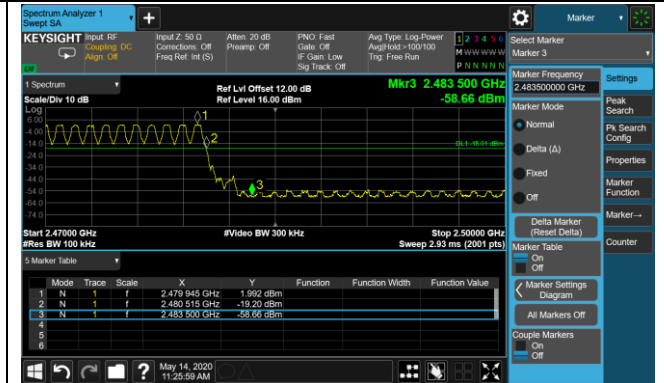 Spectrum Analyzer 1
Swept SA
Marker
KEYSIGHT
Input: RF
Coupling: DC
Align: Off
Input Z: 50 Ω
Corrections: Off
Freq Ref: Int (S)
Atten: 20 dB
Preamp: Off
PNO: Fast
Gate: Off
IF Gain: Low
Sig Track: Off
Avg Type: Log-Power
Avg|Hold:>100/100
Trig: Free Run
1 2 3 4 5 6
M W W W W W
P N N N N N
Select Marker
Marker 3
1 Spectrum
Scale/Div 10 dB
Ref Lvl Offset 12.00 dB
Ref Level 16.00 dBm
Mkr3 2.483 500 GHz
-58.66 dBm
Log
6.00
-4.00
-14.0
-24.0
-34.0
-44.0
-54.0
-64.0
-74.0
1
2
3
Start 2.47000 GHz
#Res BW 100 kHz
#Video BW 300 kHz
Stop 2.50000 GHz
Sweep 2.93 ms (2001 pts)
5 Marker Table
Mode Trace Scale X Y Function Function Width Function Value
1 N 1 f 2.479 945 GHz 1.992 dBm
2 N 1 f 2.480 515 GHz -19.20 dBm
3 N 1 f 2.483 500 GHz -58.66 dBm
4
5
6
May 14, 2020
11:25:59 AM
Marker Frequency
2.483500000 GHz
Marker Mode
Normal
Delta (Δ)
Fixed
Off
Delta Marker
(Reset Delta)
Marker Table
On
Off
Marker Settings
Diagram
All Markers Off
Couple Markers
On
Off
Settings
Peak
Search
Pk Search
Config
Properties
Marker
Function
Marker→
Counter